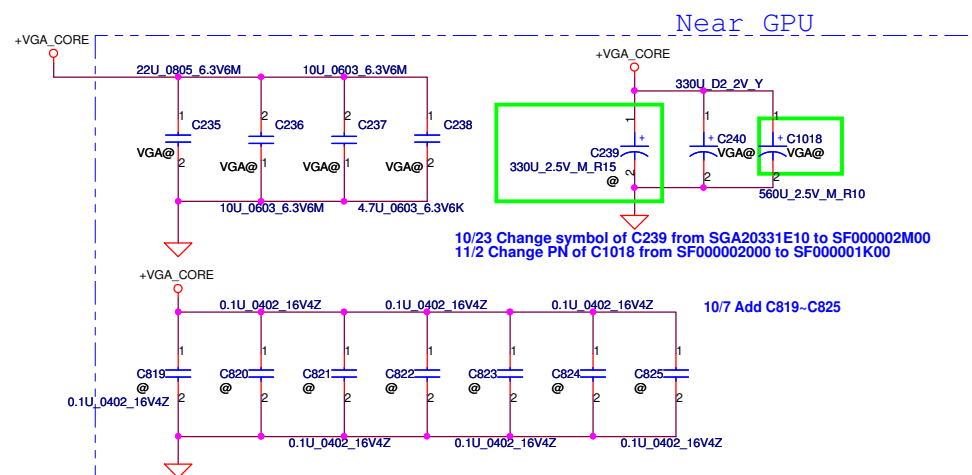 Near GPU
+VGA_CORE
22U_0805_6.3V6M
10U_0603_6.3V6M
1
C235
VGA@
2
2
C236
VGA@
1
2
C237
VGA@
1
1
C238
VGA@
2
10U_0603_6.3V6M
4.7U_0603_6.3V6K
+VGA_CORE
330U_D2_2V_Y
1
+
C239
330U_2.5V_M_R15
@
2
1
+
C240
VGA@
2
1
+
C1018
VGA@
2
560U_2.5V_M_R10
10/23 Change symbol of C239 from SGA20331E10 to SF000002M00
11/2 Change PN of C1018 from SF000002000 to SF000001K00
+VGA_CORE
0.1U_0402_16V4Z
0.1U_0402_16V4Z
0.1U_0402_16V4Z
10/7 Add C819~C825
1
C819
@
2
0.1U_0402_16V4Z
1
C820
@
2
1
C821
@
2
1
C822
@
2
1
C823
@
2
1
C824
@
2
1
C825
@
2
0.1U_0402_16V4Z
0.1U_0402_16V4Z
0.1U_0402_16V4Z